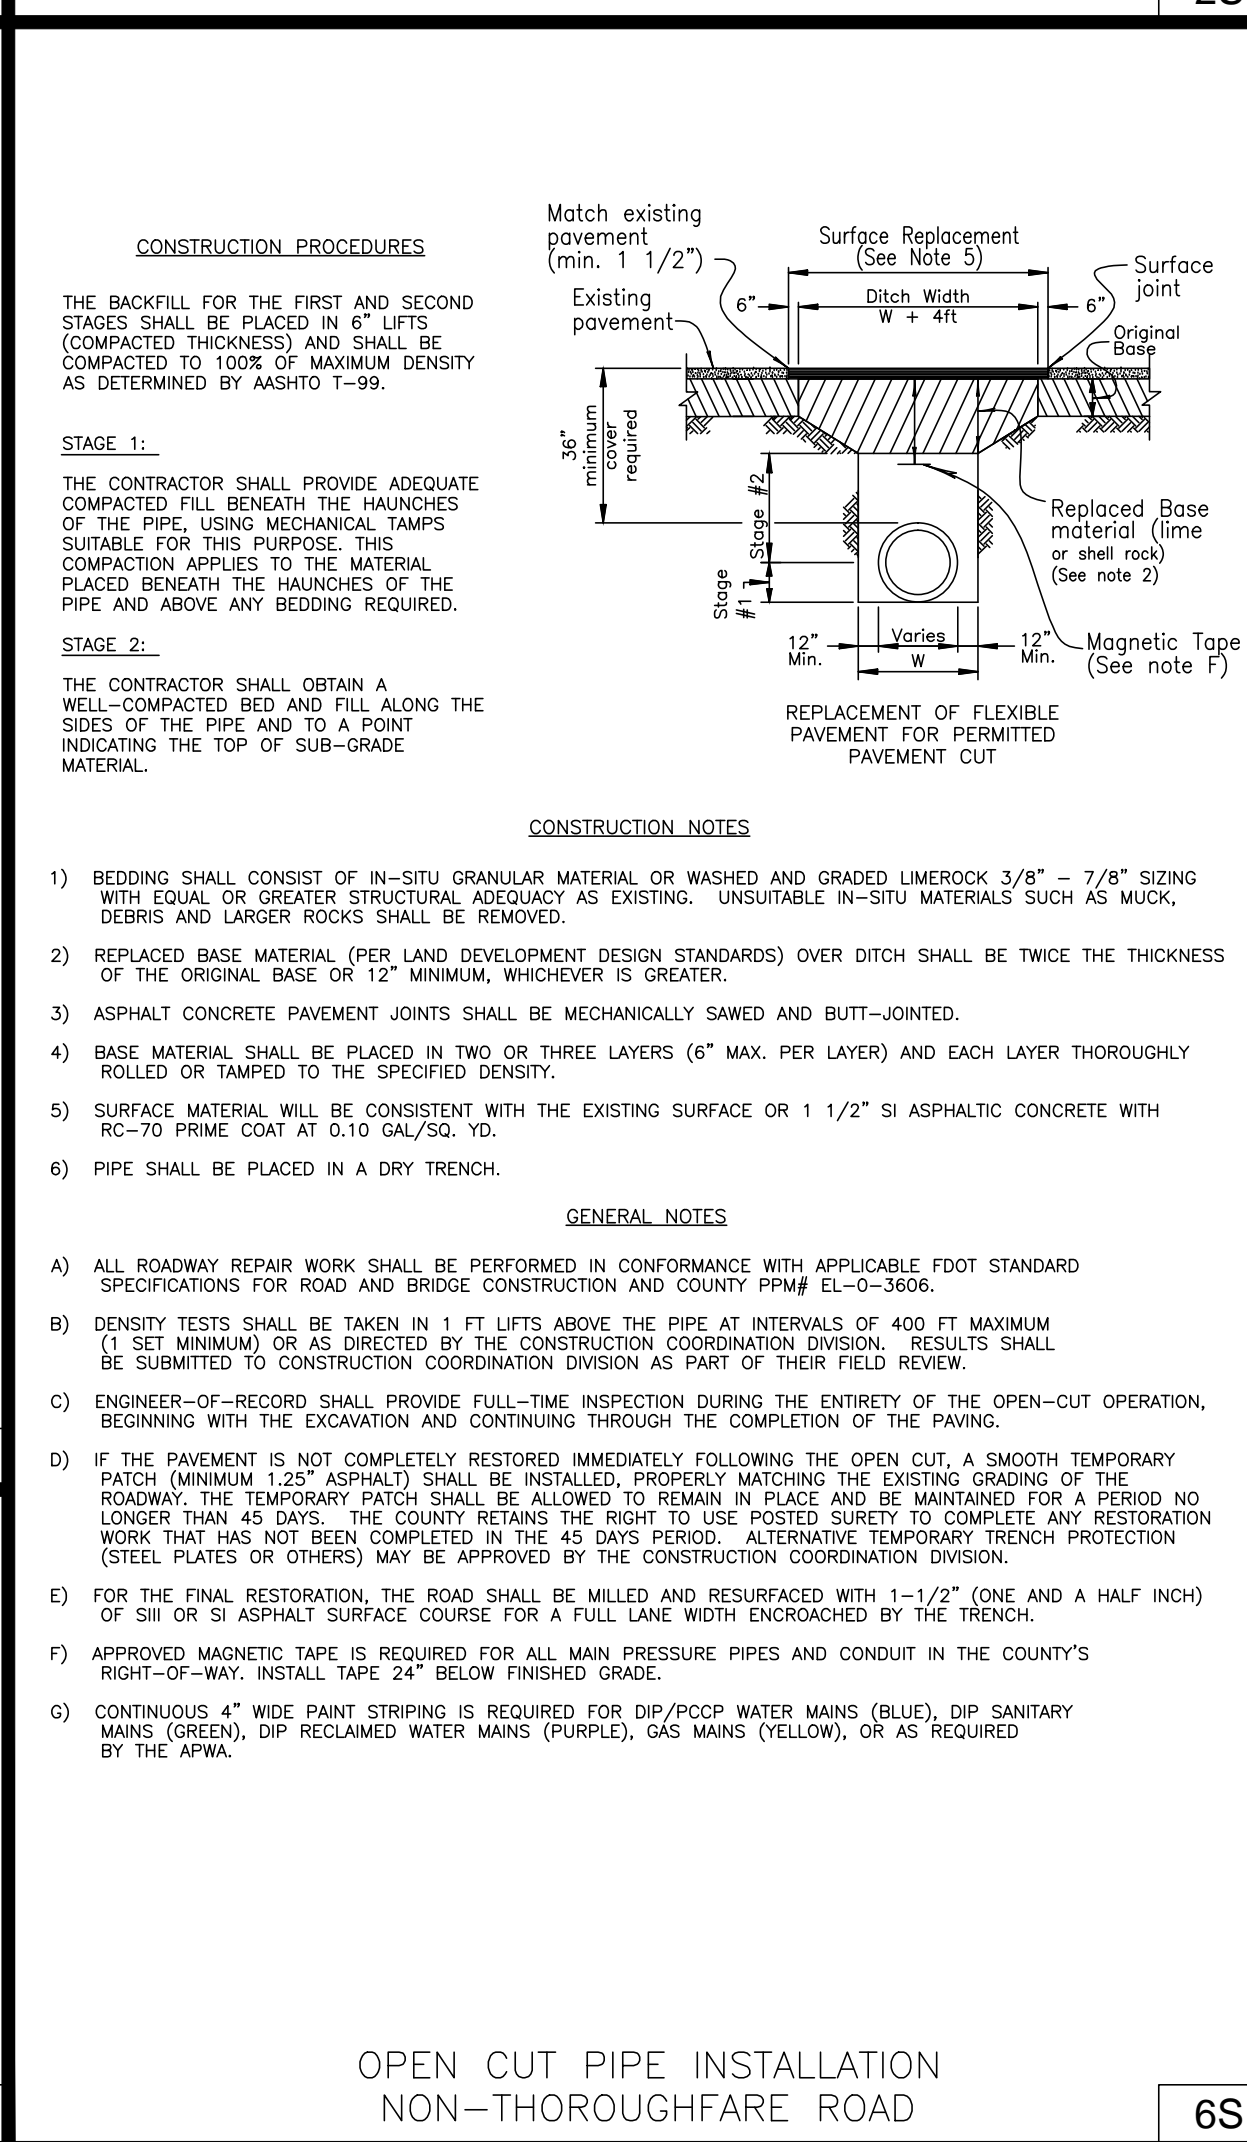 CONSTRUCTION PROCEDURES
THE BACKFILL FOR THE FIRST AND SECOND
STAGES SHALL BE PLACED IN 6” LIFTS
(COMPACTED THICKNESS) AND SHALL BE
COMPACTED TO 100% OF MAXIMUM DENSITY
AS DETERMINED BY AASHTO T-99.
STAGE 1:
THE CONTRACTOR SHALL PROVIDE ADEQUATE
COMPACTED FILL BENEATH THE HAUNCHES
OF THE PIPE, USING MECHANICAL TAMPS
SUITABLE FOR THIS PURPOSE. THIS
COMPACTION APPLIES TO THE MATERIAL
PLACED BENEATH THE HAUNCHES OF THE
PIPE AND ABOVE ANY BEDDING REQUIRED.
STAGE 2:
THE CONTRACTOR SHALL OBTAIN A
WELL-COMPACTED BED AND FILL ALONG THE
SIDES OF THE PIPE AND TO A POINT
INDICATING THE TOP OF SUB-GRADE
MATERIAL.
Match existing
pavement
(min. 1 1/2”)
Surface Replacement
(See Note 5)
Surface
joint
Existing
pavement
6”
Ditch Width
W + 4ft
6”
Original
Base
36”
minimum
cover
required
Stage #2
Stage
#1
Replaced Base
material (lime
or shell rock)
(See note 2)
12”
Min.
Varies
W
12”
Min.
Magnetic Tape
(See note F)
REPLACEMENT OF FLEXIBLE
PAVEMENT FOR PERMITTED
PAVEMENT CUT
CONSTRUCTION NOTES
1) BEDDING SHALL CONSIST OF IN-SITU GRANULAR MATERIAL OR WASHED AND GRADED LIMEROCK 3/8” – 7/8” SIZING
WITH EQUAL OR GREATER STRUCTURAL ADEQUACY AS EXISTING. UNSUITABLE IN-SITU MATERIALS SUCH AS MUCK,
DEBRIS AND LARGER ROCKS SHALL BE REMOVED.
2) REPLACED BASE MATERIAL (PER LAND DEVELOPMENT DESIGN STANDARDS) OVER DITCH SHALL BE TWICE THE THICKNESS
OF THE ORIGINAL BASE OR 12” MINIMUM, WHICHEVER IS GREATER.
3) ASPHALT CONCRETE PAVEMENT JOINTS SHALL BE MECHANICALLY SAWED AND BUTT-JOINTED.
4) BASE MATERIAL SHALL BE PLACED IN TWO OR THREE LAYERS (6” MAX. PER LAYER) AND EACH LAYER THOROUGHLY
ROLLED OR TAMPED TO THE SPECIFIED DENSITY.
5) SURFACE MATERIAL WILL BE CONSISTENT WITH THE EXISTING SURFACE OR 1 1/2” SI ASPHALTIC CONCRETE WITH
RC-70 PRIME COAT AT 0.10 GAL/SQ. YD.
6) PIPE SHALL BE PLACED IN A DRY TRENCH.
GENERAL NOTES
A) ALL ROADWAY REPAIR WORK SHALL BE PERFORMED IN CONFORMANCE WITH APPLICABLE FDOT STANDARD
SPECIFICATIONS FOR ROAD AND BRIDGE CONSTRUCTION AND COUNTY PPM# EL-0-3606.
B) DENSITY TESTS SHALL BE TAKEN IN 1 FT LIFTS ABOVE THE PIPE AT INTERVALS OF 400 FT MAXIMUM
(1 SET MINIMUM) OR AS DIRECTED BY THE CONSTRUCTION COORDINATION DIVISION. RESULTS SHALL
BE SUBMITTED TO CONSTRUCTION COORDINATION DIVISION AS PART OF THEIR FIELD REVIEW.
C) ENGINEER-OF-RECORD SHALL PROVIDE FULL-TIME INSPECTION DURING THE ENTIRETY OF THE OPEN-CUT OPERATION,
BEGINNING WITH THE EXCAVATION AND CONTINUING THROUGH THE COMPLETION OF THE PAVING.
D) IF THE PAVEMENT IS NOT COMPLETELY RESTORED IMMEDIATELY FOLLOWING THE OPEN CUT, A SMOOTH TEMPORARY
PATCH (MINIMUM 1.25” ASPHALT) SHALL BE INSTALLED, PROPERLY MATCHING THE EXISTING GRADING OF THE
ROADWAY. THE TEMPORARY PATCH SHALL BE ALLOWED TO REMAIN IN PLACE AND BE MAINTAINED FOR A PERIOD NO
LONGER THAN 45 DAYS. THE COUNTY RETAINS THE RIGHT TO USE POSTED SURETY TO COMPLETE ANY RESTORATION
WORK THAT HAS NOT BEEN COMPLETED IN THE 45 DAYS PERIOD. ALTERNATIVE TEMPORARY TRENCH PROTECTION
(STEEL PLATES OR OTHERS) MAY BE APPROVED BY THE CONSTRUCTION COORDINATION DIVISION.
E) FOR THE FINAL RESTORATION, THE ROAD SHALL BE MILLED AND RESURFACED WITH 1-1/2” (ONE AND A HALF INCH)
OF SIII OR SI ASPHALT SURFACE COURSE FOR A FULL LANE WIDTH ENCROACHED BY THE TRENCH.
F) APPROVED MAGNETIC TAPE IS REQUIRED FOR ALL MAIN PRESSURE PIPES AND CONDUIT IN THE COUNTY’S
RIGHT-OF-WAY. INSTALL TAPE 24” BELOW FINISHED GRADE.
G) CONTINUOUS 4” WIDE PAINT STRIPING IS REQUIRED FOR DIP/PCCP WATER MAINS (BLUE), DIP SANITARY
MAINS (GREEN), DIP RECLAIMED WATER MAINS (PURPLE), GAS MAINS (YELLOW), OR AS REQUIRED
BY THE APWA.
OPEN CUT PIPE INSTALLATION
NON-THOROUGHFARE ROAD
6S